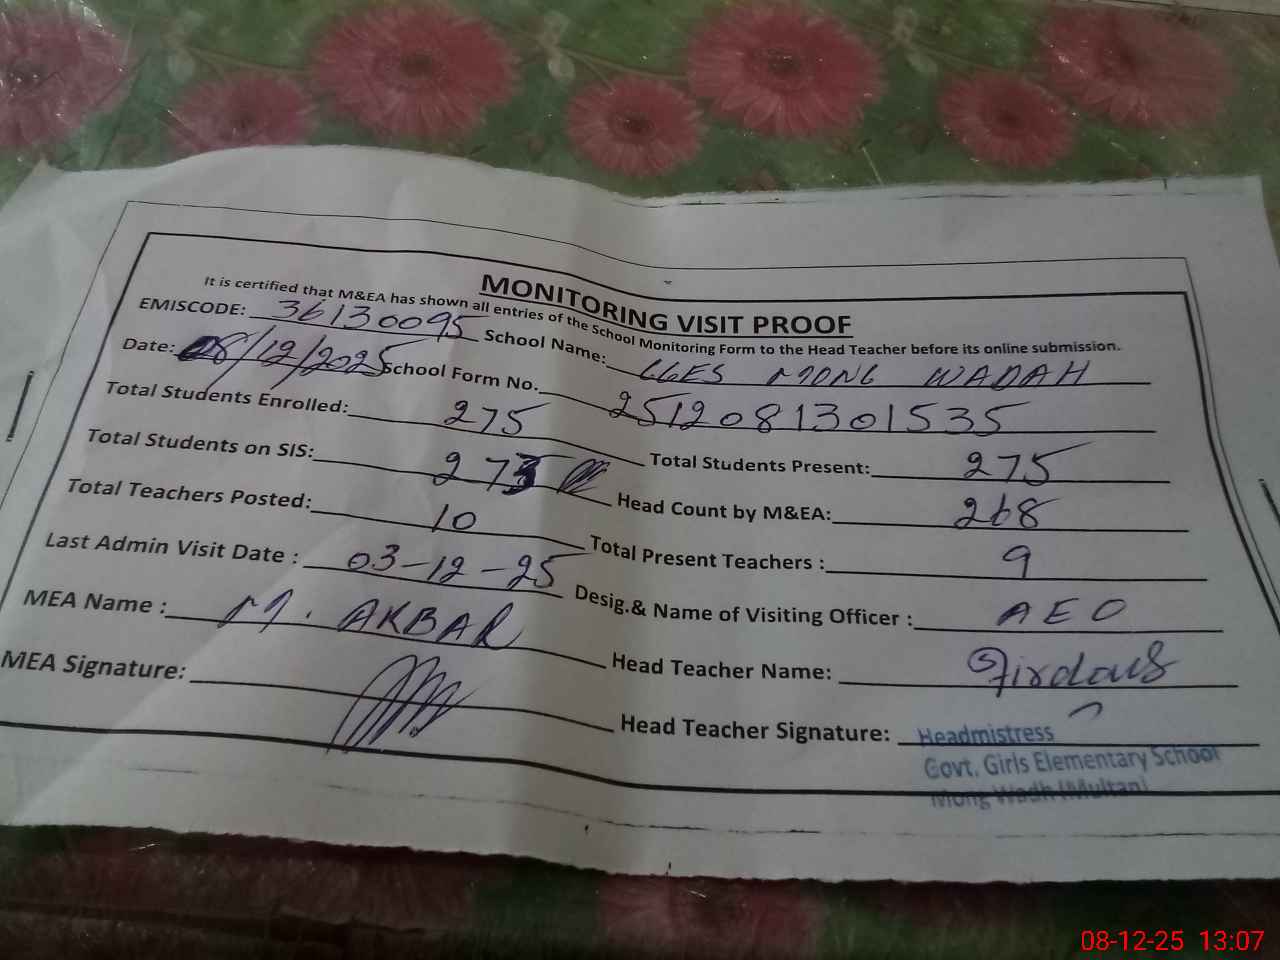 MONITORING VISIT PROOF
It is certified that M&EA has shown all entries of the School Monitoring Form to the Head Teacher before its online submission.
EMISCODE: 36130095 School Name: GGES MONG WADAH
Date: 08/12/2025 School Form No. 2512081301535
Total Students Enrolled: 275 Total Students Present: 275
Total Students on SIS: 275 Head Count by M&EA: 268
Total Teachers Posted: 10 Total Present Teachers : 9
Last Admin Visit Date : 03-12-25 Desig.& Name of Visiting Officer : AEO
MEA Name : M. AKBAR Head Teacher Name: Firdaus
MEA Signature: Head Teacher Signature:
Headmistress
Govt. Girls Elementary School
Mong Wadh (Multan)
08-12-25 13:07